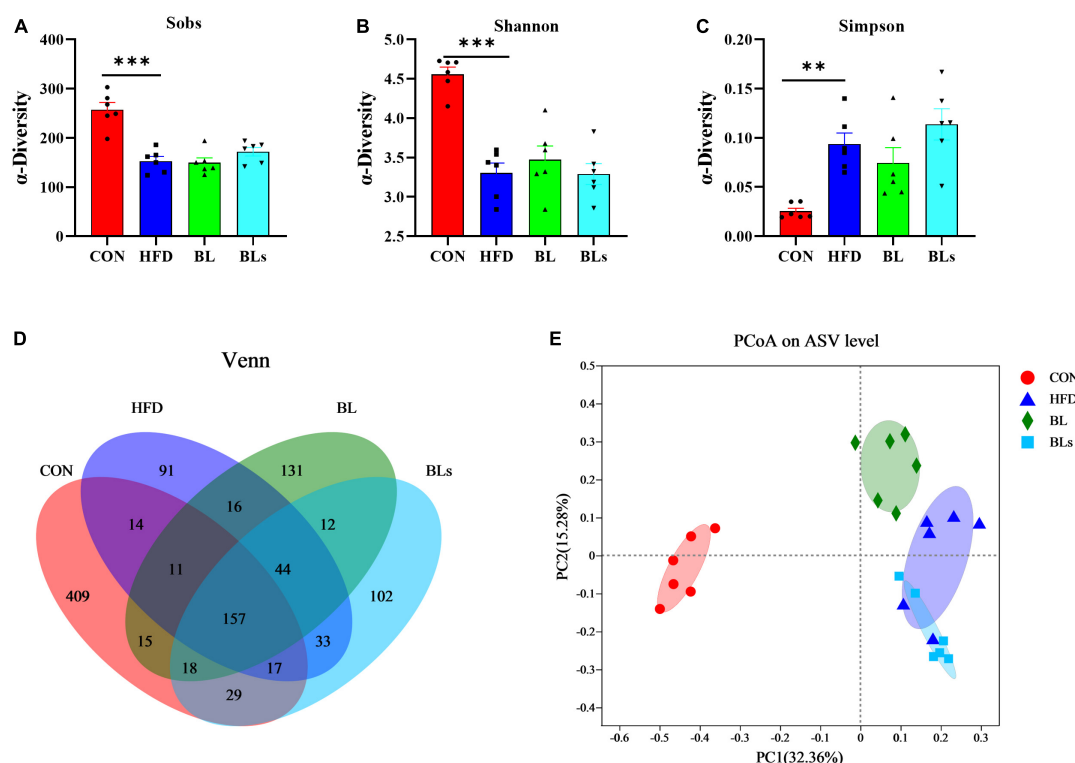 A
Sobs
***
α-Diversity
400
300
200
100
0
CON HFD BL BLs
B
Shannon
***
α-Diversity
5.0
4.5
4.0
3.5
3.0
2.5
CON HFD BL BLs
C
Simpson
**
α-Diversity
0.20
0.15
0.10
0.05
0.00
CON HFD BL BLs
D
Venn
HFD
BL
CON
BLs
91
131
16
14
12
11
44
409
102
157
15
33
18
17
29
E
PCoA on ASV level
PC2(15.28%)
0.5
0.4
0.3
0.2
0.1
0
-0.1
-0.2
-0.3
-0.4
-0.6 -0.5 -0.4 -0.3 -0.2 -0.1 0 0.1 0.2 0.3
PC1(32.36%)
CON
HFD
BL
BLs